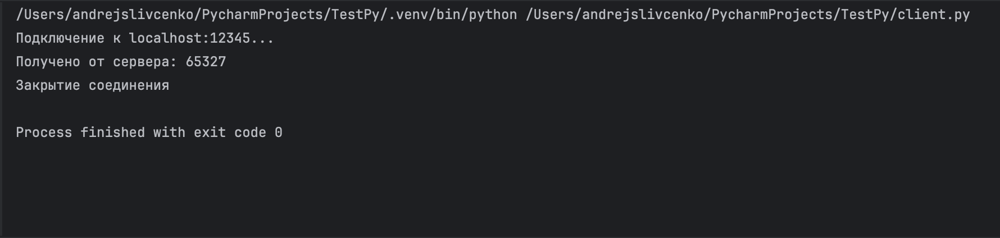 /Users/andrejslivcenko/PycharmProjects/TestPy/.venv/bin/python /Users/andrejslivcenko/PycharmProjects/TestPy/client.py
Подключение к localhost:12345...
Получено от сервера: 65327
Закрытие соединения
Process finished with exit code 0